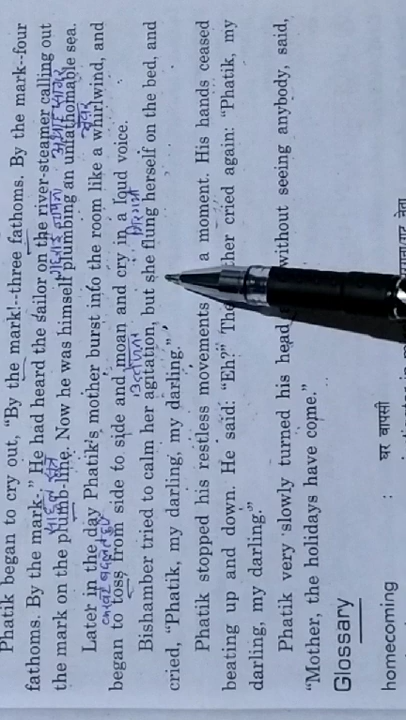 Phatik began to cry out, "By the mark!--three fathoms. By the mark--four
fathoms. By the mark-." He had heard the sailor on the river-steamer calling out
the mark on the plumb-line. Now he was himself plumbing an unfathomable sea.
Later in the day Phatik's mother burst into the room like a whirlwind, and
began to toss from side to side and moan and cry in a loud voice.
Bishamber tried to calm her agitation, but she flung herself on the bed, and
cried, "Phatik, my darling, my darling."
Phatik stopped his restless movements a moment. His hands ceased
beating up and down. He said: "Eh?" The her cried again: "Phatik, my
darling, my darling."
Phatik very slowly turned his head without seeing anybody, said,
"Mother, the holidays have come."
Glossary
homecoming : घर वापसी